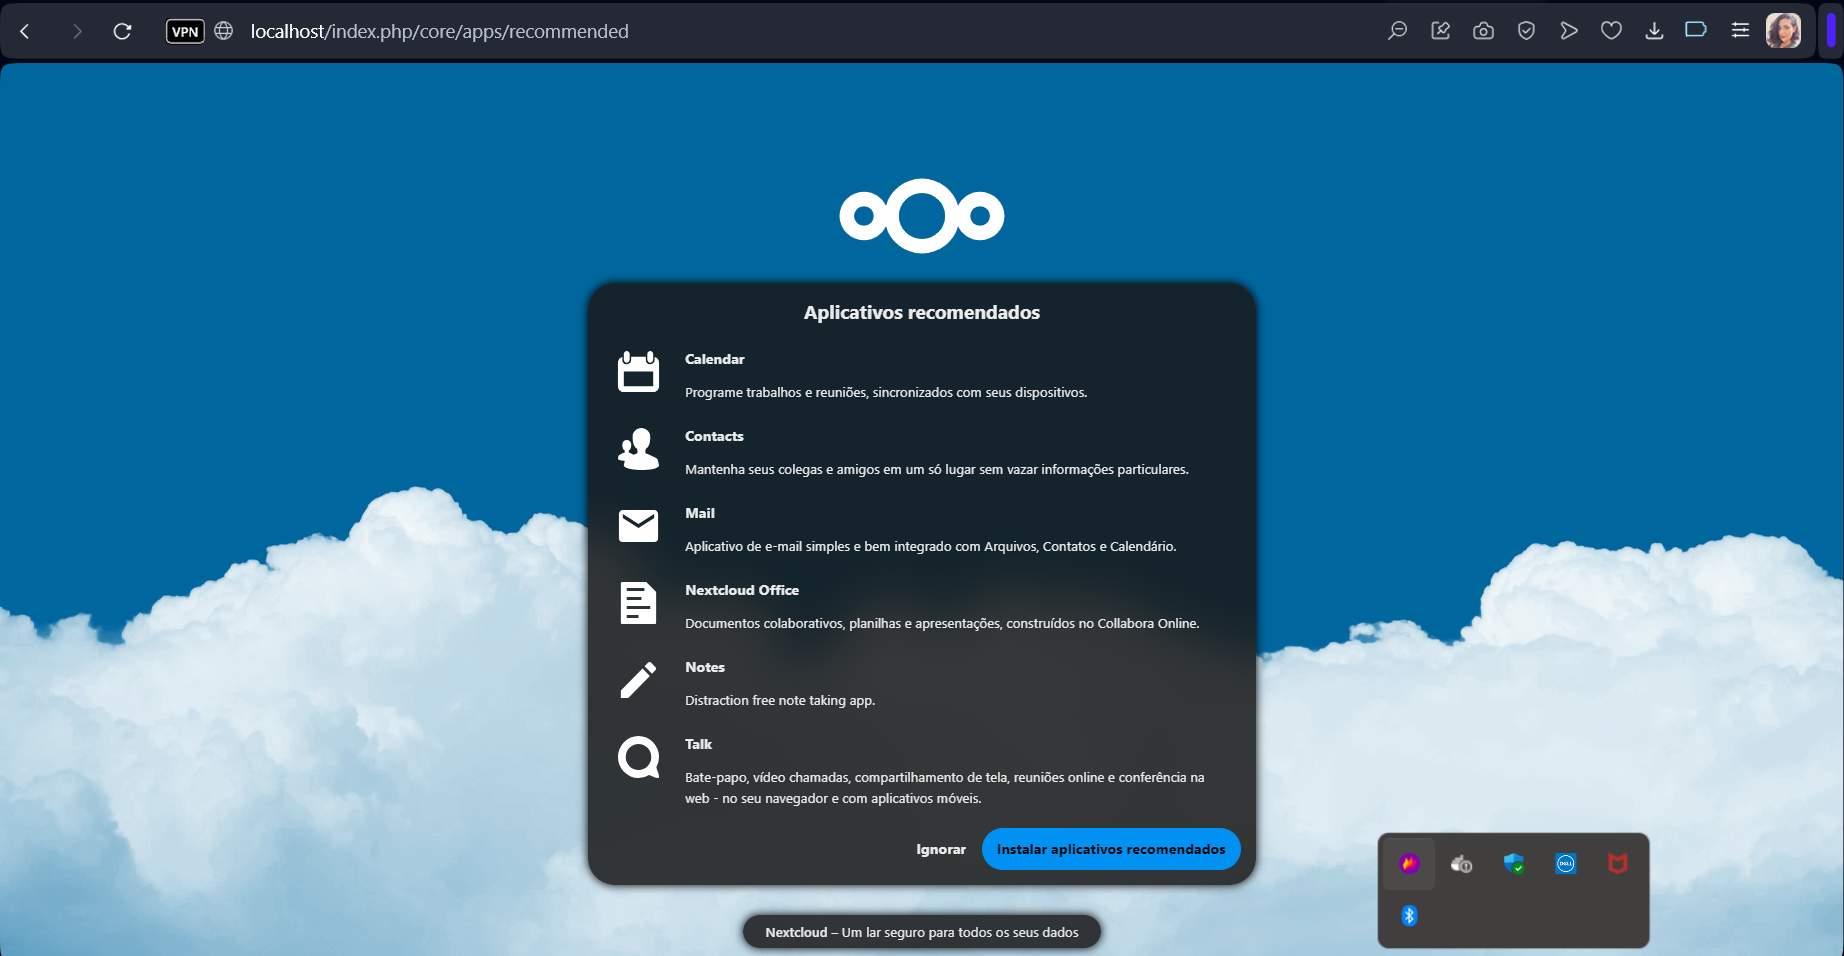 VPN
localhost/index.php/core/apps/recommended
Aplicativos recomendados
Calendar
Programe trabalhos e reuniões, sincronizados com seus dispositivos.
Contacts
Mantenha seus colegas e amigos em um só lugar sem vazar informações particulares.
Mail
Aplicativo de e-mail simples e bem integrado com Arquivos, Contatos e Calendário.
Nextcloud Office
Documentos colaborativos, planilhas e apresentações, construídos no Collabora Online.
Notes
Distraction free note taking app.
Talk
Bate-papo, vídeo chamadas, compartilhamento de tela, reuniões online e conferência na
web - no seu navegador e com aplicativos móveis.
Ignorar
Instalar aplicativos recomendados
DELL
Nextcloud – Um lar seguro para todos os seus dados